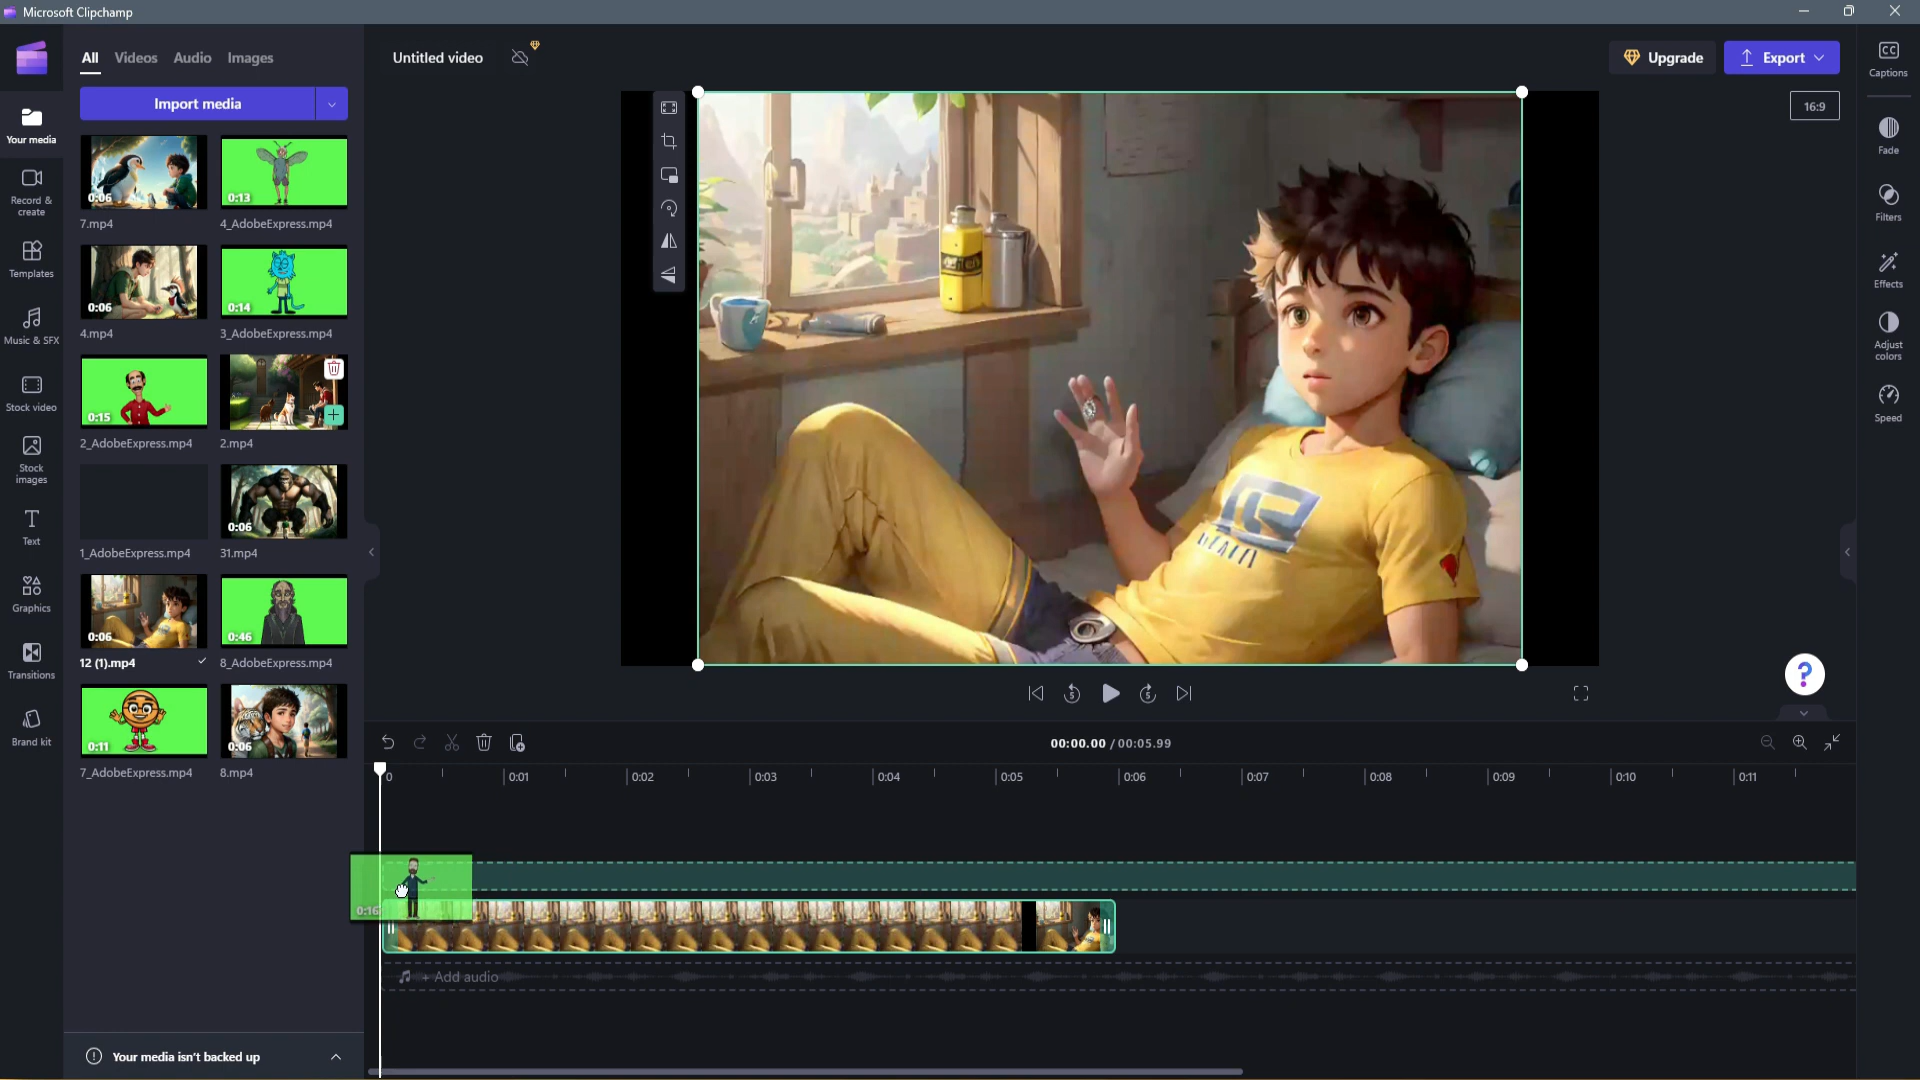 Microsoft Clipchamp
All Videos Audio Images
Import media
Untitled video
Upgrade
Export
16:9
Captions
Fade
Filters
Effects
Adjust
colors
Speed
Your media
Record &
create
Templates
Music & SFX
Stock video
Stock
images
Text
Graphics
Transitions
Brand kit
0:06
7.mp4
0:13
4_AdobeExpress.mp4
0:06
4.mp4
0:14
3_AdobeExpress.mp4
0:15
2_AdobeExpress.mp4
2.mp4
1_AdobeExpress.mp4
0:06
31.mp4
0:06
12 (1).mp4
0:46
8_AdobeExpress.mp4
0:11
7_AdobeExpress.mp4
0:06
8.mp4
5
5
?
00:00.00 / 00:05.99
0 0:01 0:02 0:03 0:04 0:05 0:06 0:07 0:08 0:09 0:10 0:11
0:16
+ Add audio
Your media isn't backed up